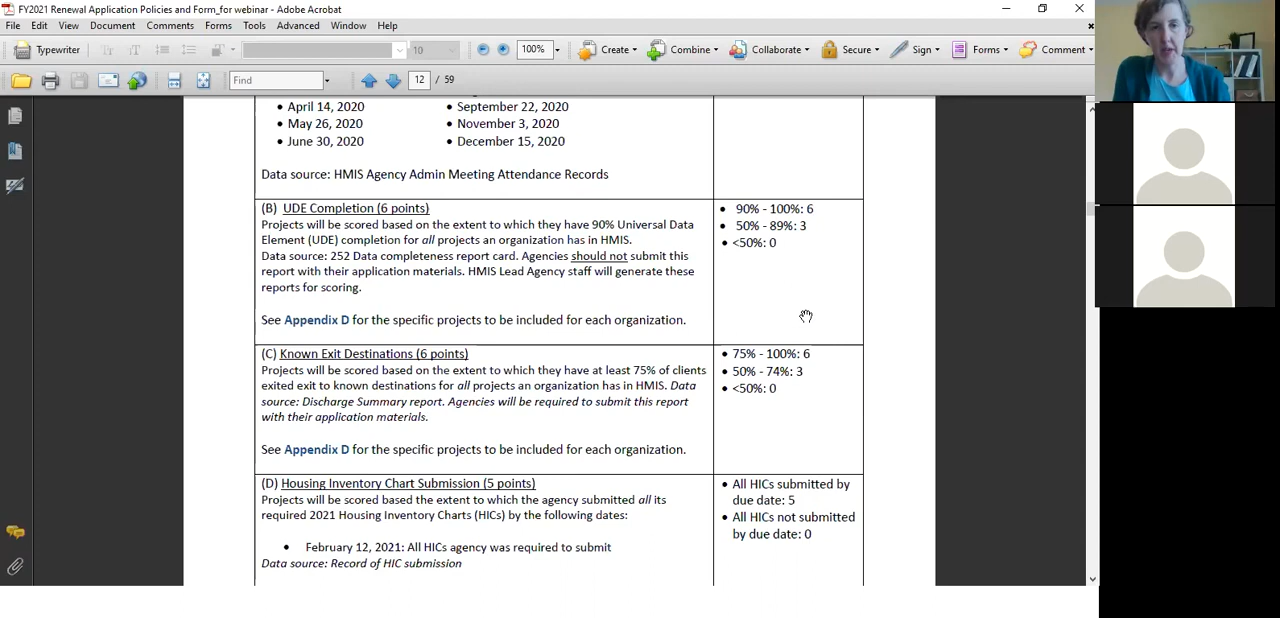 FY2021 Renewal Application Policies and Form_for webinar - Adobe Acrobat
File Edit View Document Comments Forms Tools Advanced Window Help
Typewriter 10 100% Create Combine Collaborate Secure Sign Forms Comment
Find 12 / 59
• April 14, 2020 • September 22, 2020
• May 26, 2020 • November 3, 2020
• June 30, 2020 • December 15, 2020
Data source: HMIS Agency Admin Meeting Attendance Records
(B) UDE Completion (6 points)
Projects will be scored based on the extent to which they have 90% Universal Data
Element (UDE) completion for all projects an organization has in HMIS.
Data source: 252 Data completeness report card. Agencies should not submit this
report with their application materials. HMIS Lead Agency staff will generate these
reports for scoring.
See Appendix D for the specific projects to be included for each organization.
• 90% - 100%: 6
• 50% - 89%: 3
• <50%: 0
(C) Known Exit Destinations (6 points)
Projects will be scored based on the extent to which they have at least 75% of clients
exited exit to known destinations for all projects an organization has in HMIS. Data
source: Discharge Summary report. Agencies will be required to submit this report
with their application materials.
See Appendix D for the specific projects to be included for each organization.
• 75% - 100%: 6
• 50% - 74%: 3
• <50%: 0
(D) Housing Inventory Chart Submission (5 points)
Projects will be scored based the extent to which the agency submitted all its
required 2021 Housing Inventory Charts (HICs) by the following dates:
• February 12, 2021: All HICs agency was required to submit
Data source: Record of HIC submission
• All HICs submitted by
due date: 5
• All HICs not submitted
by due date: 0